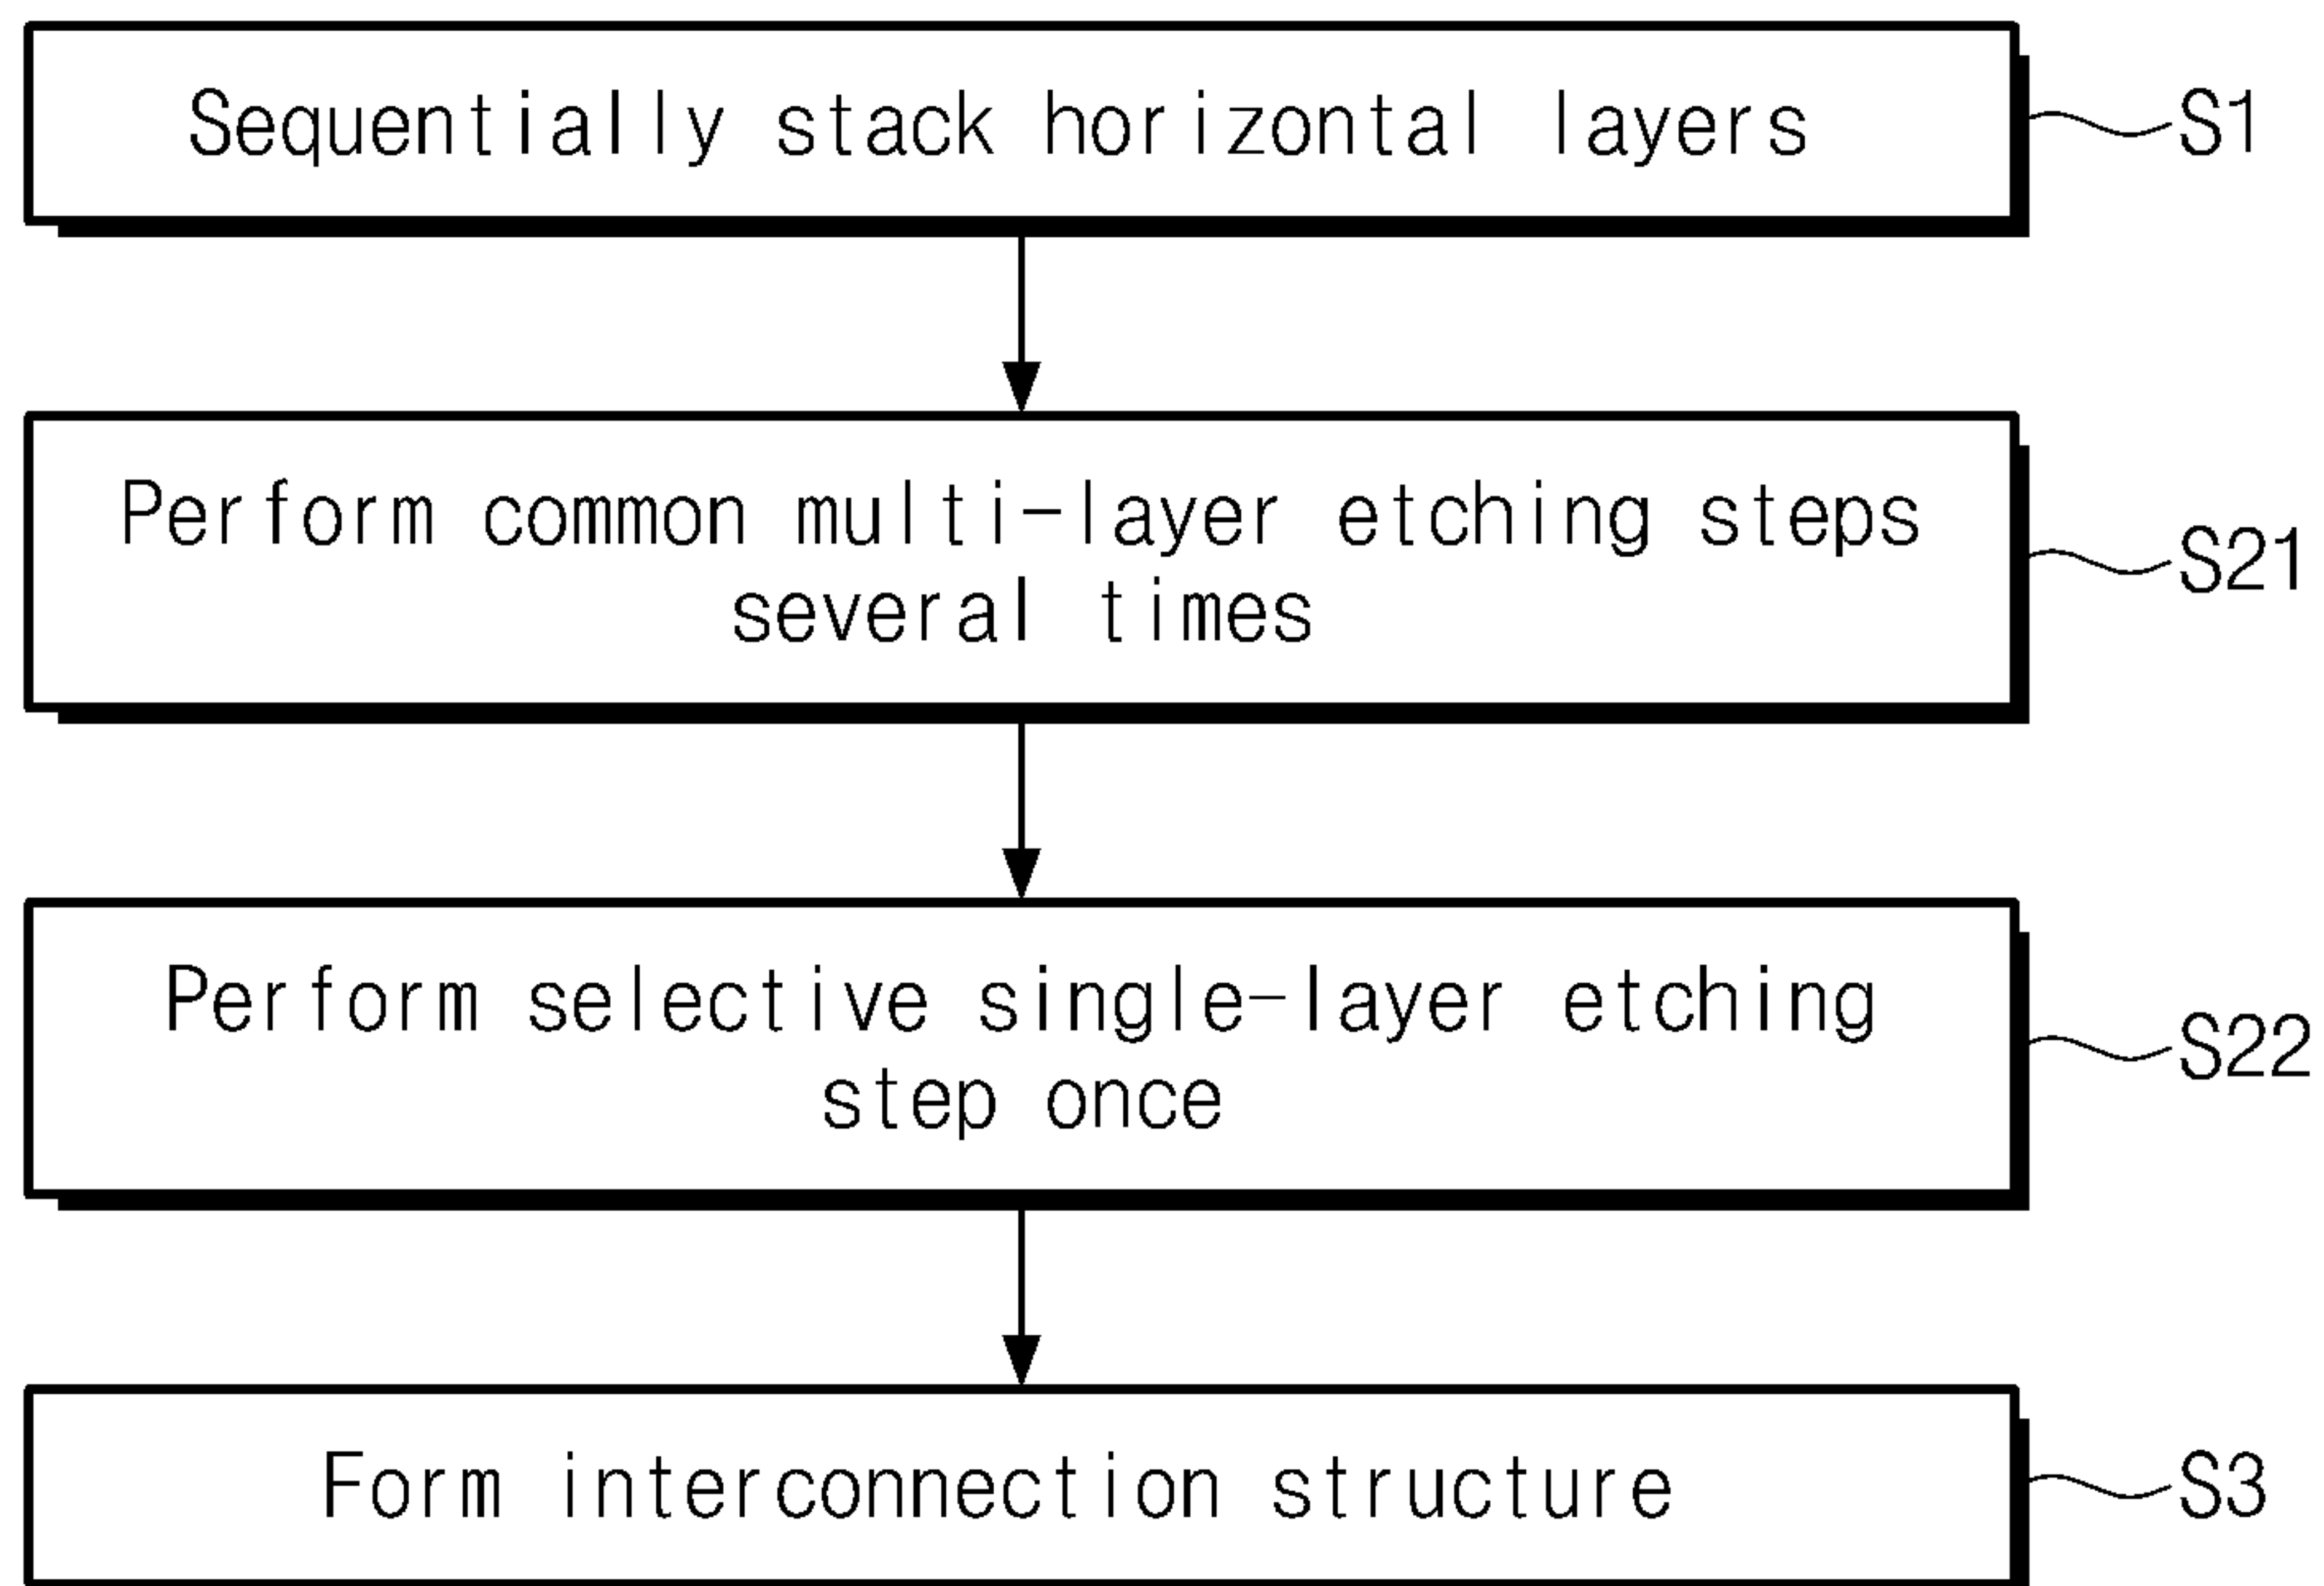 Sequentially stack horizontal layers
S1
Perform common multi-layer etching steps
several times
S21
Perform selective single-layer etching
step once
S22
Form interconnection structure
S3